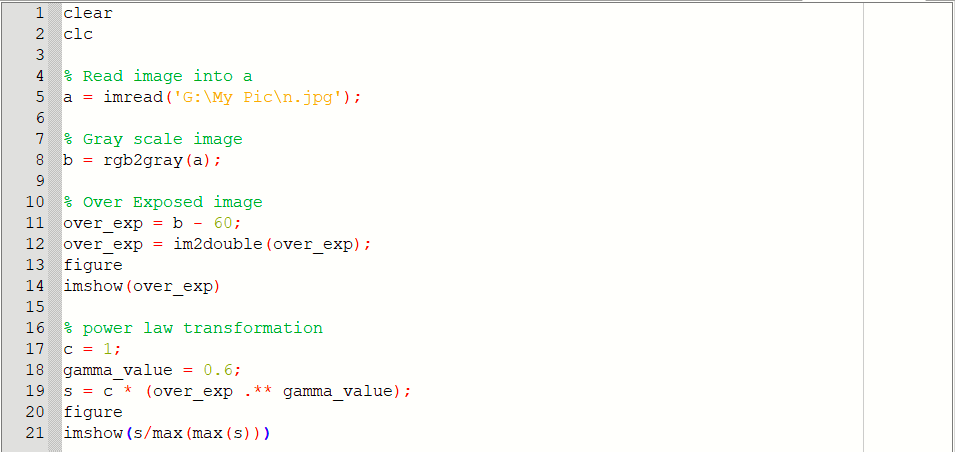 1 clear
2 clc
3
4 % Read image into a
5 a = imread('G:\My Pic\n.jpg');
6
7 % Gray scale image
8 b = rgb2gray(a);
9
10 % Over Exposed image
11 over_exp = b - 60;
12 over_exp = im2double(over_exp);
13 figure
14 imshow(over_exp)
15
16 % power law transformation
17 c = 1;
18 gamma_value = 0.6;
19 s = c * (over_exp .** gamma_value);
20 figure
21 imshow(s/max(max(s)))